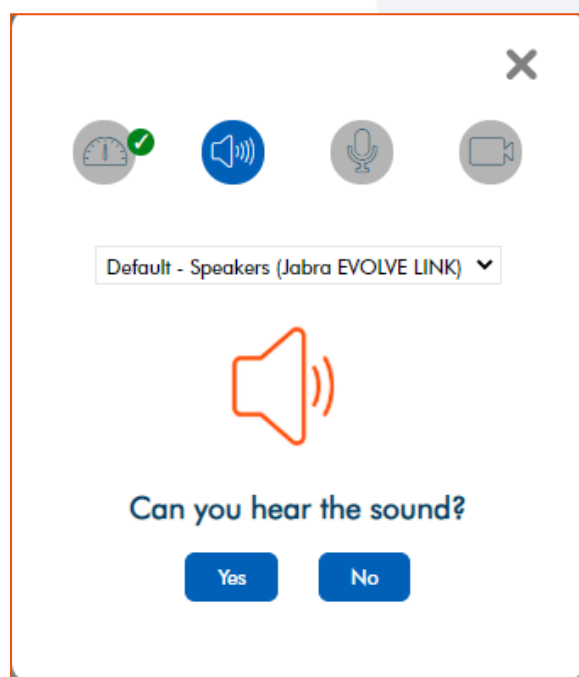 Default - Speakers (Jabra EVOLVE LINK)
Can you hear the sound?
Yes No